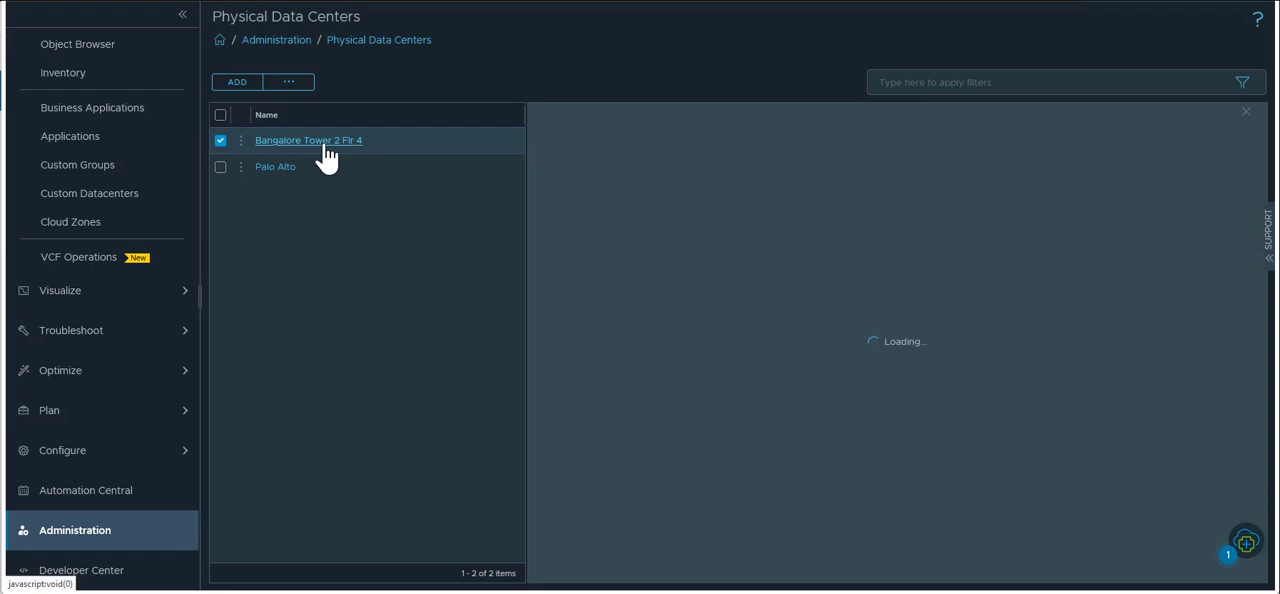 Physical Data Centers
/ Administration / Physical Data Centers
Object Browser
Inventory
Business Applications
Applications
Custom Groups
Custom Datacenters
Cloud Zones
VCF Operations New
Visualize
Troubleshoot
Optimize
Plan
Configure
Automation Central
Administration
Developer Center
javascript:void(0)
ADD ...
Type here to apply filters
Name
Bangalore Tower 2 Flr 4
Palo Alto
1 - 2 of 2 items
Loading...
?
SUPPORT
1